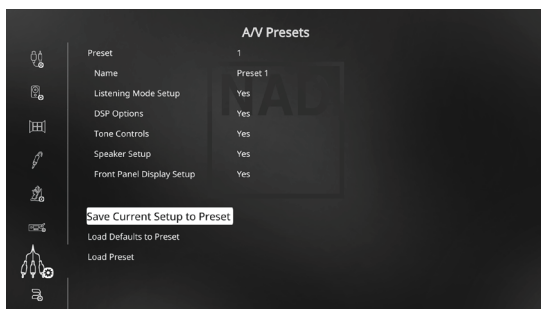 A/V Presets
Preset 1
Name Preset 1
Listening Mode Setup Yes
DSP Options Yes
Tone Controls Yes
Speaker Setup Yes
Front Panel Display Setup Yes
NAD
Save Current Setup to Preset
Load Defaults to Preset
Load Preset